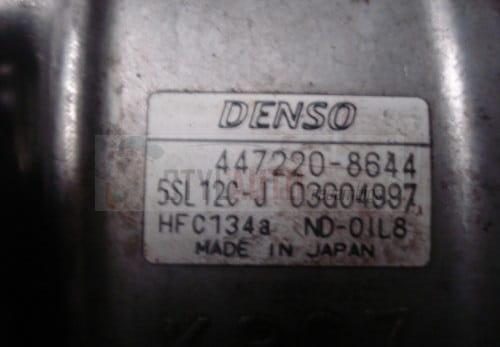 DENSO
447220-8644
5SL12C-J 03G04997
HFC134a ND-OIL8
MADE IN JAPAN